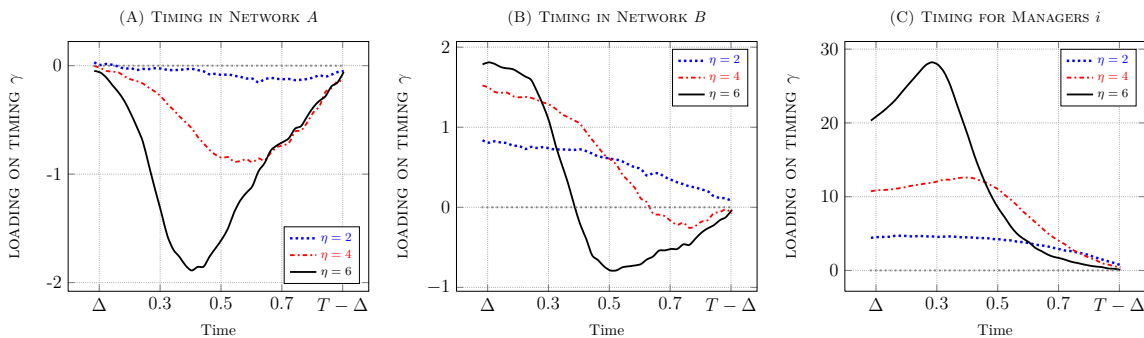 (A) Timing in Network A
(B) Timing in Network B
(C) Timing for Managers i
LOADING ON TIMING γ
0
-1
-2
η = 2
η = 4
η = 6
Δ
0.3
0.5
0.7
T − Δ
Time
LOADING ON TIMING γ
2
1
0
−1
η = 2
η = 4
η = 6
Δ
0.3
0.5
0.7
T − Δ
Time
LOADING ON TIMING γ
30
20
10
0
η = 2
η = 4
η = 6
Δ
0.3
0.5
0.7
T − Δ
Time